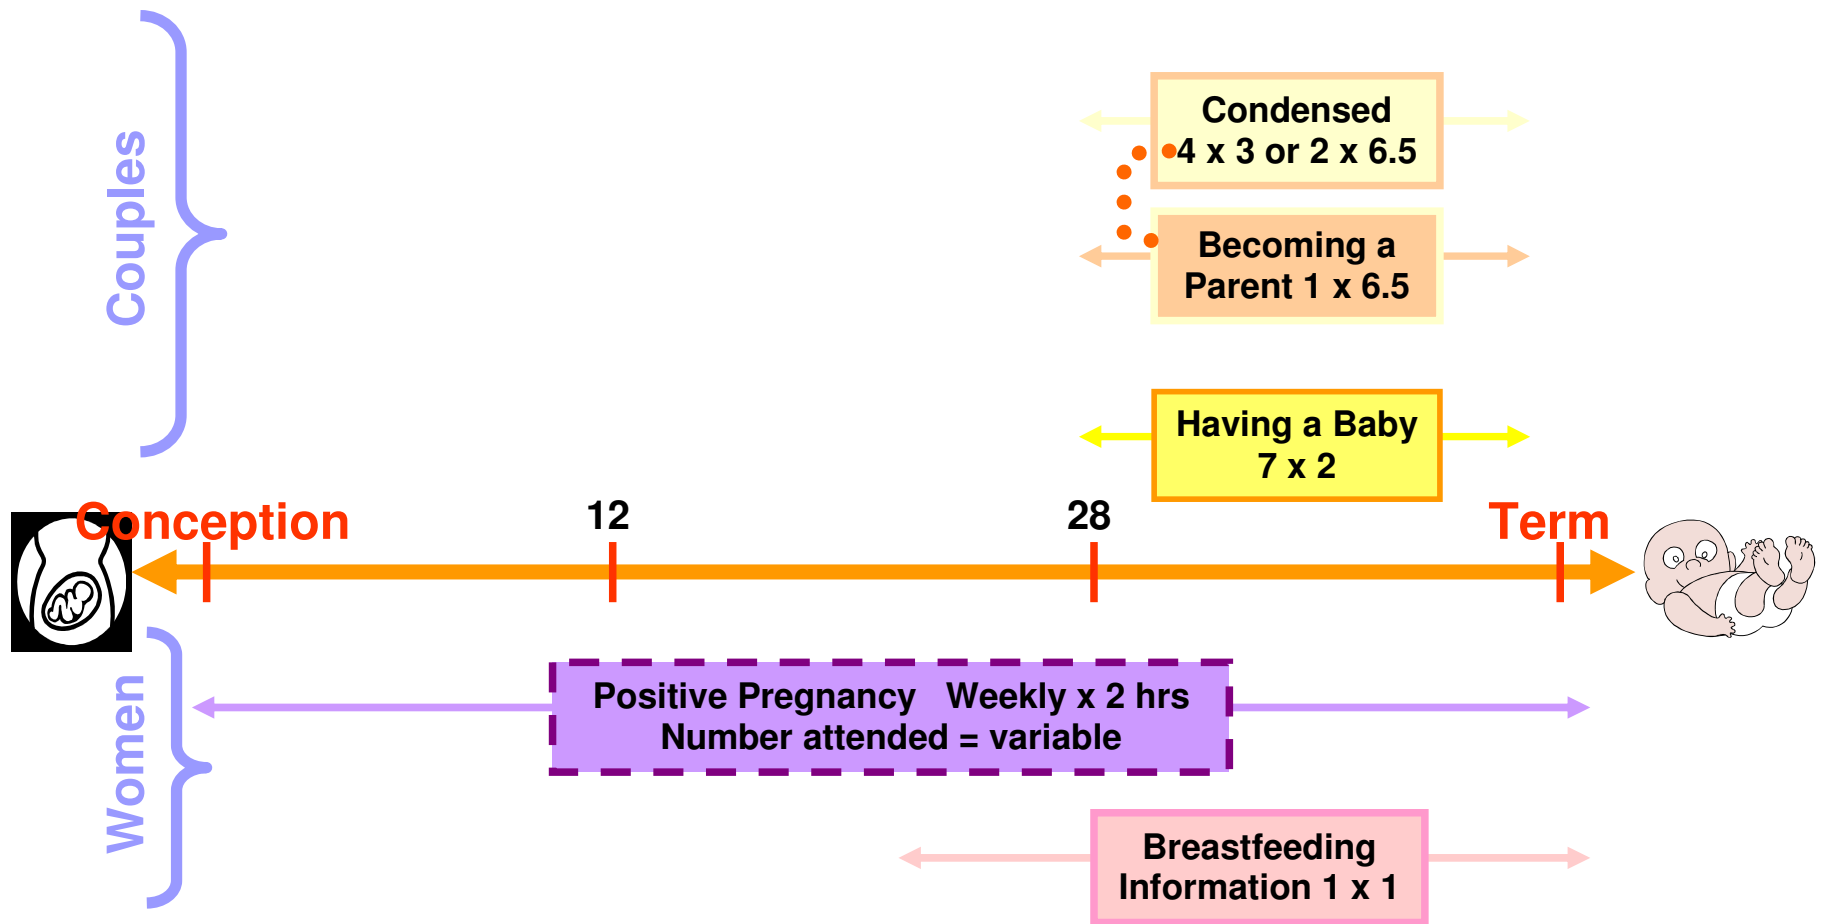 Couples
Condensed
4 x 3 or 2 x 6.5
Becoming a
Parent 1 x 6.5
Having a Baby
7 x 2
Conception
12
28
Term
Women
Positive Pregnancy   Weekly x 2 hrs
Number attended = variable
Breastfeeding
Information 1 x 1